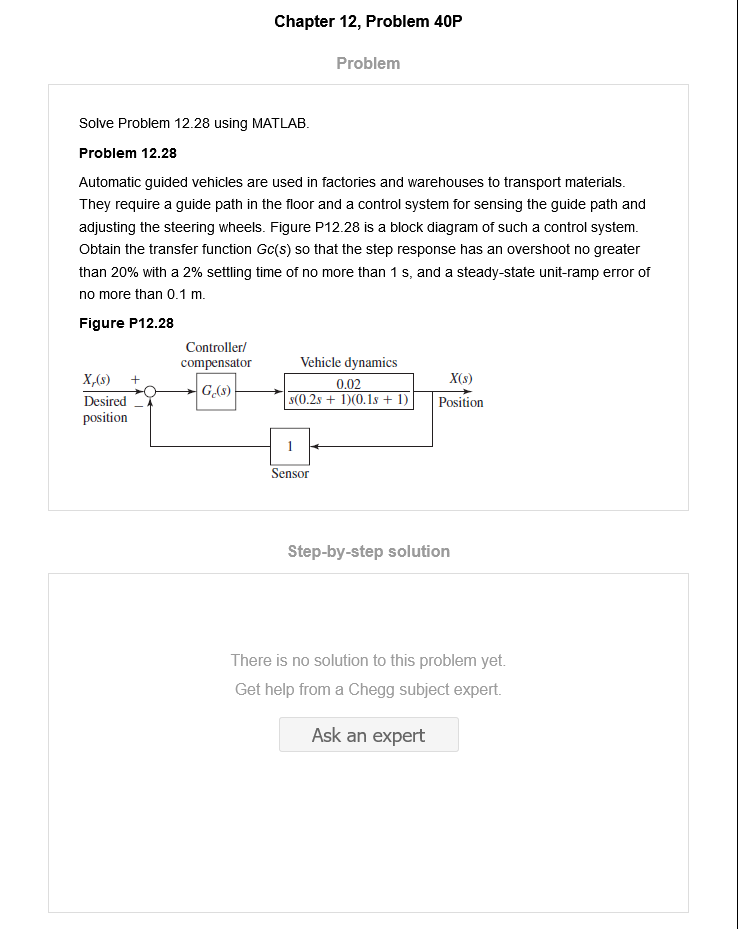 Chapter 12, Problem 40P
Problem
Solve Problem 12.28 using MATLAB.
Problem 12.28
Automatic guided vehicles are used in factories and warehouses to transport materials.
They require a guide path in the floor and a control system for sensing the guide path and
adjusting the steering wheels. Figure P12.28 is a block diagram of such a control system.
Obtain the transfer function Gc(s) so that the step response has an overshoot no greater
than 20% with a 2% settling time of no more than 1 s, and a steady-state unit-ramp error of
no more than 0.1 m.
Figure P12.28
Controller/
compensator
Vehicle dynamics
Xr(s) +
Gc(s)
0.02
s(0.2s + 1)(0.1s + 1)
X(s)
Desired −
position
Position
1
Sensor
Step-by-step solution
There is no solution to this problem yet.
Get help from a Chegg subject expert.
Ask an expert